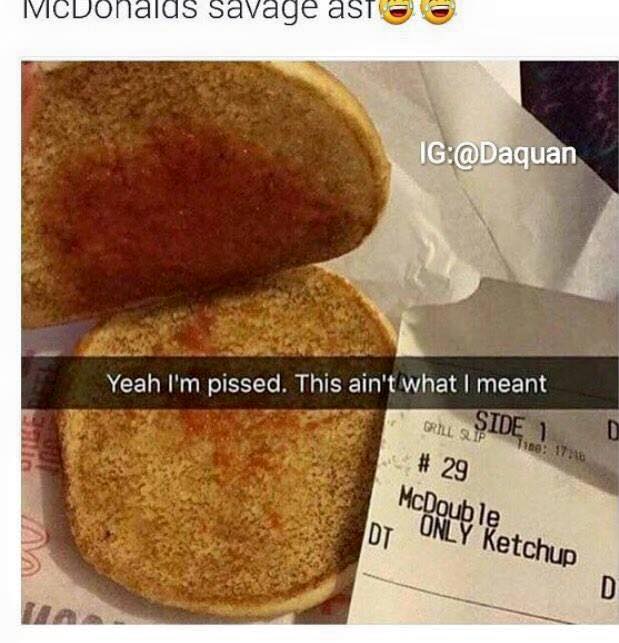 McDonalds savage asf😂😂
IG:@Daquan
Yeah I'm pissed. This ain't what I meant
SIDE 1
GRILL SLIP
# 29
McDouble
ONLY Ketchup
DT
D